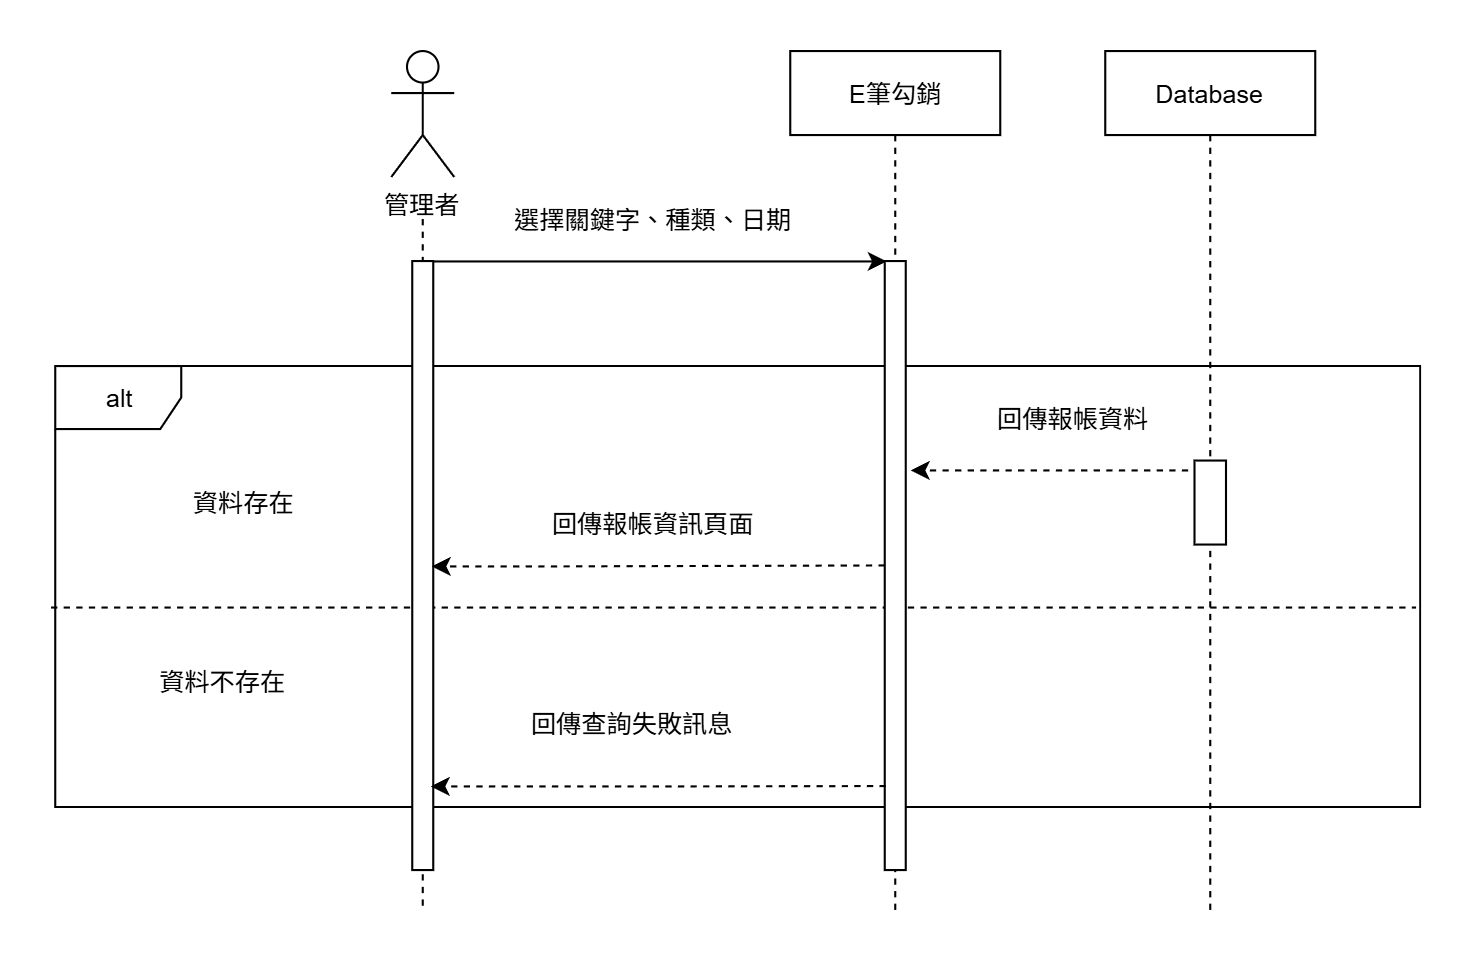 E筆勾銷
Database
管理者
選擇關鍵字、種類、日期
alt
回傳報帳資料
資料存在
回傳報帳資訊頁面
資料不存在
回傳查詢失敗訊息